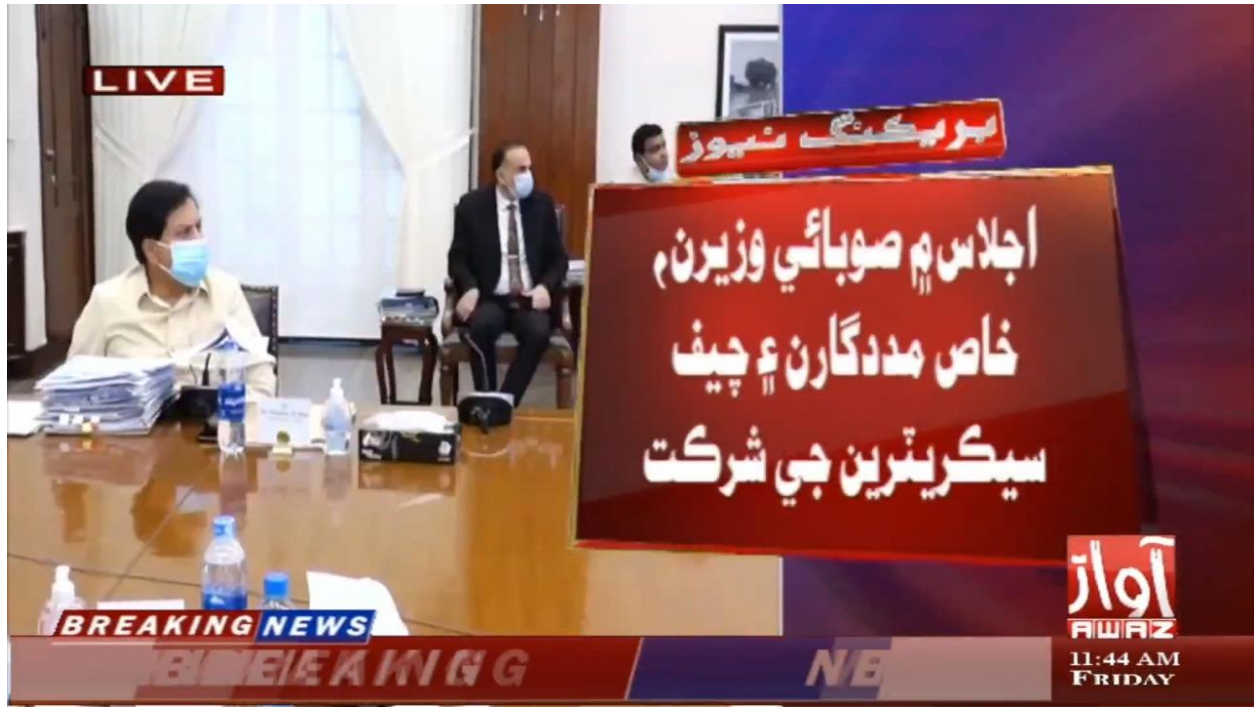 LIVE
بريڪنگ نيوز
اجلاس ۾ صوبائي وزيرن،
خاص مددگارن ۽ چيف
سيڪريٽرين جي شرڪت
BREAKING NEWS
آواز
AWAZ
11:44 AM
FRIDAY